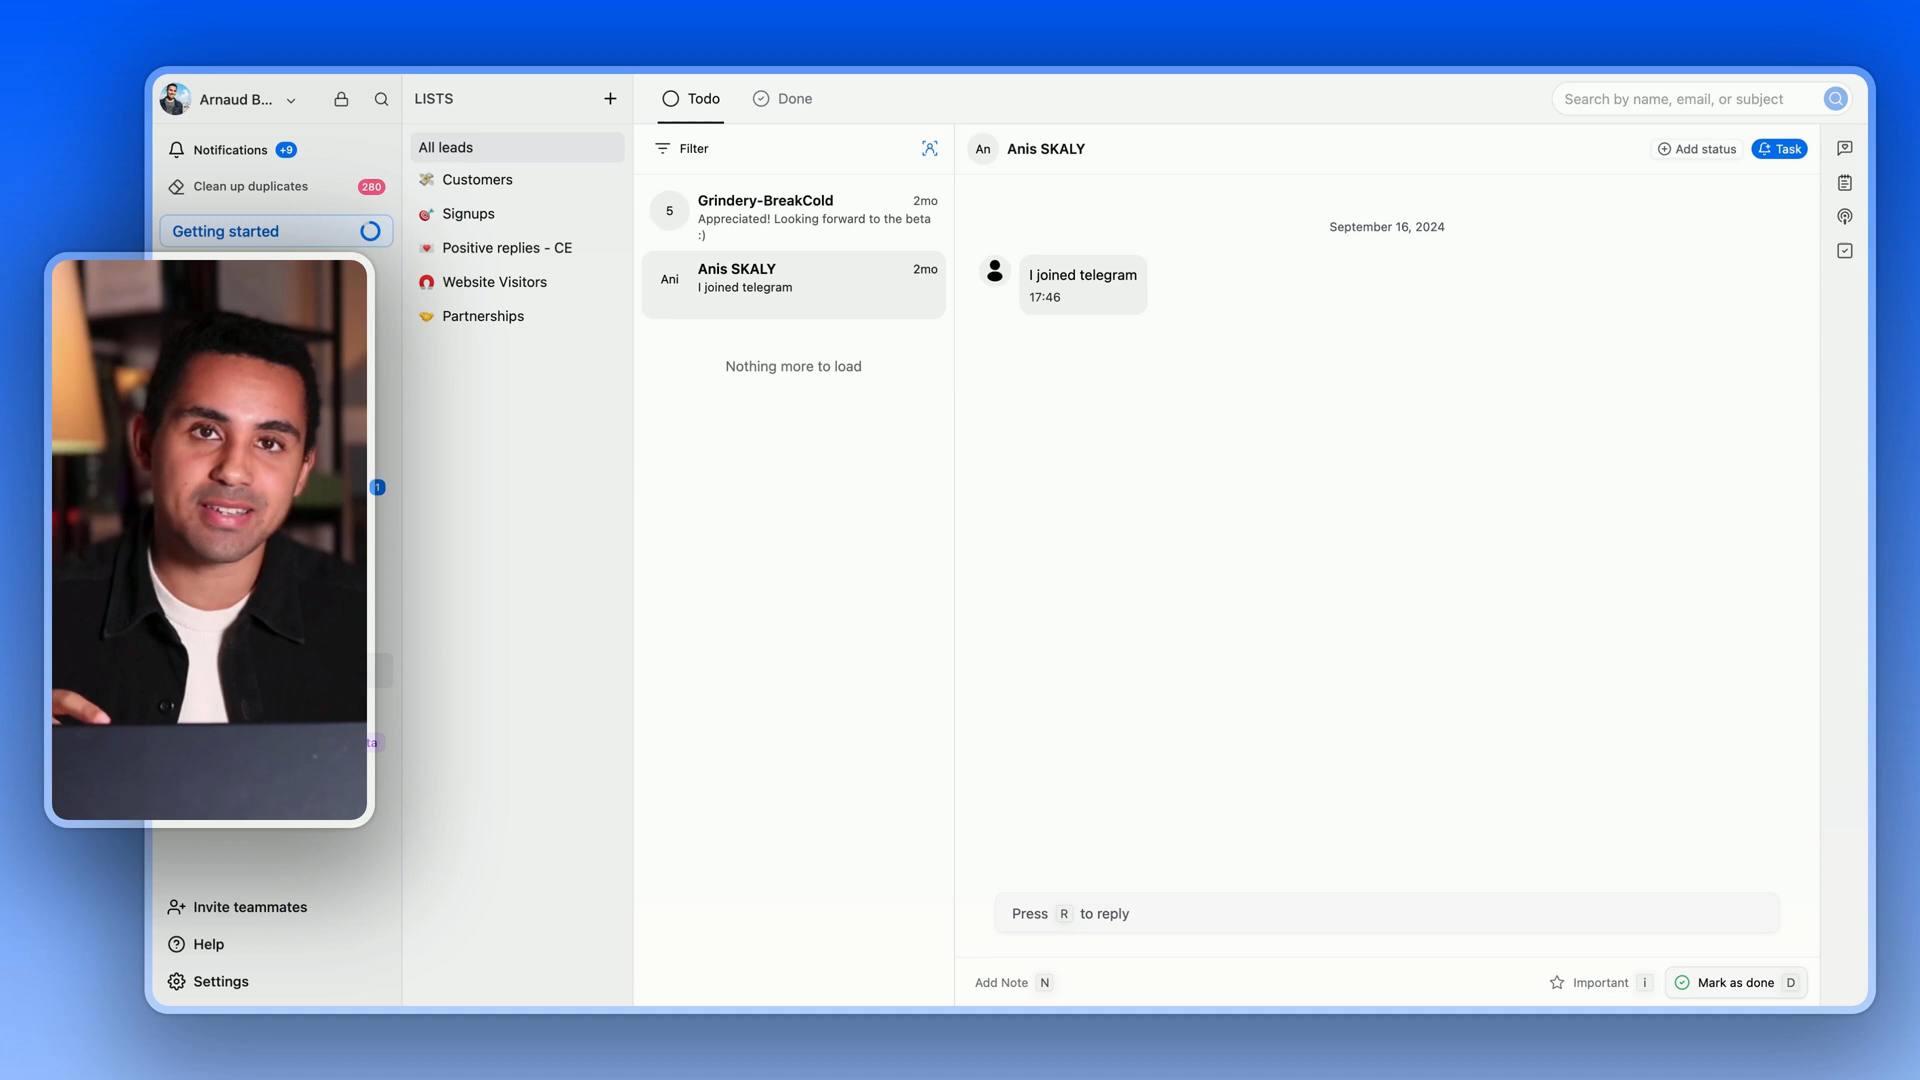 Arnaud B...
Notifications +9
Clean up duplicates 280
Getting started
1
ta
Invite teammates
Help
Settings
LISTS
All leads
Customers
Signups
Positive replies - CE
Website Visitors
Partnerships
Todo
Done
Search by name, email, or subject
Filter
5
Grindery-BreakCold 2mo
Appreciated! Looking forward to the beta
:)
Ani
Anis SKALY 2mo
I joined telegram
Nothing more to load
An Anis SKALY
Add status
Task
September 16, 2024
I joined telegram
17:46
Press R to reply
Add Note N
Important i
Mark as done D